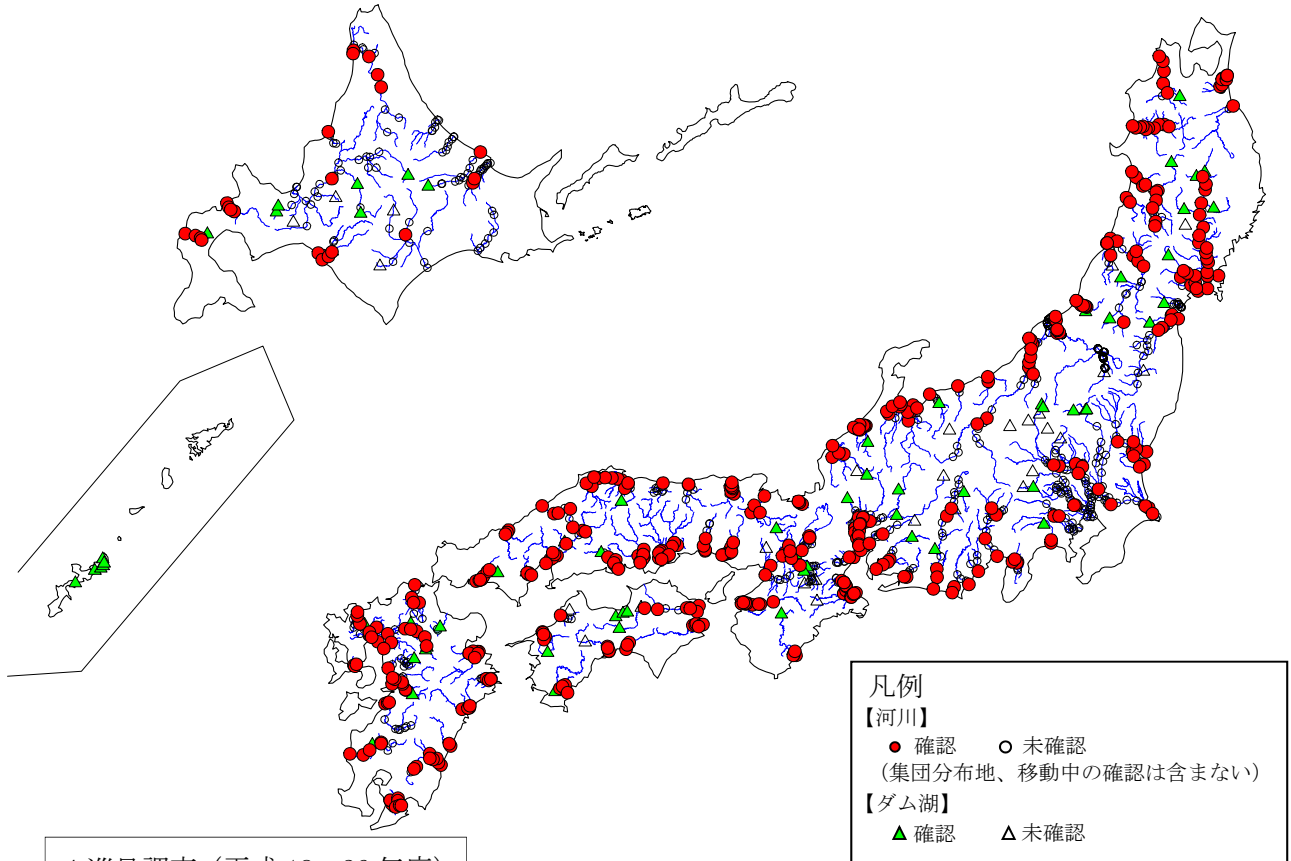 凡例
【河川】
確認 未確認
（集団分布地、移動中の確認は含まない）
【ダム湖】
確認 未確認